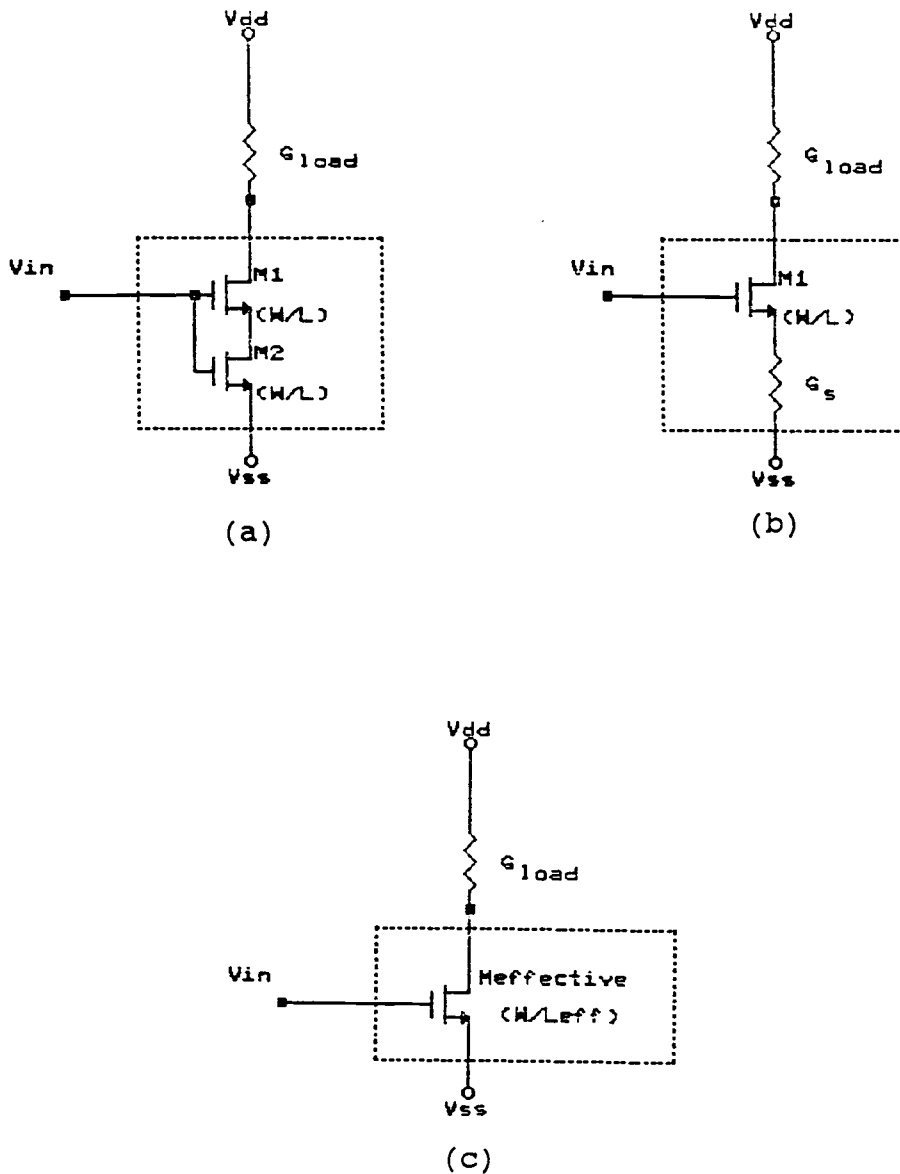 Vdd
Gload
Vin
M1
(W/L)
M2
(W/L)
Vss
(a)
Vdd
Gload
Vin
M1
(W/L)
Gs
Vss
(b)
Vdd
Gload
Vin
Meffective
(W/Leff)
Vss
(c)